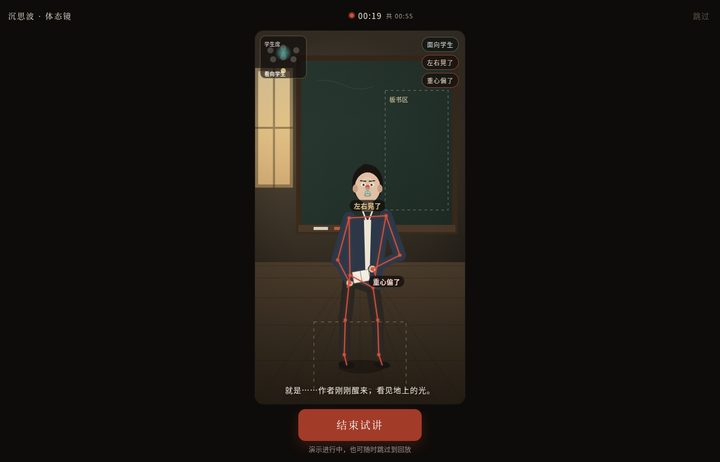 沉思波 · 体态镜
00:19 共 00:55
跳过
学生席
看向学生
面向学生
左右晃了
重心偏了
板书区
左右晃了
重心偏了
就是……作者刚刚醒来，看见地上的光。
结束试讲
演示进行中，也可随时跳过到回放